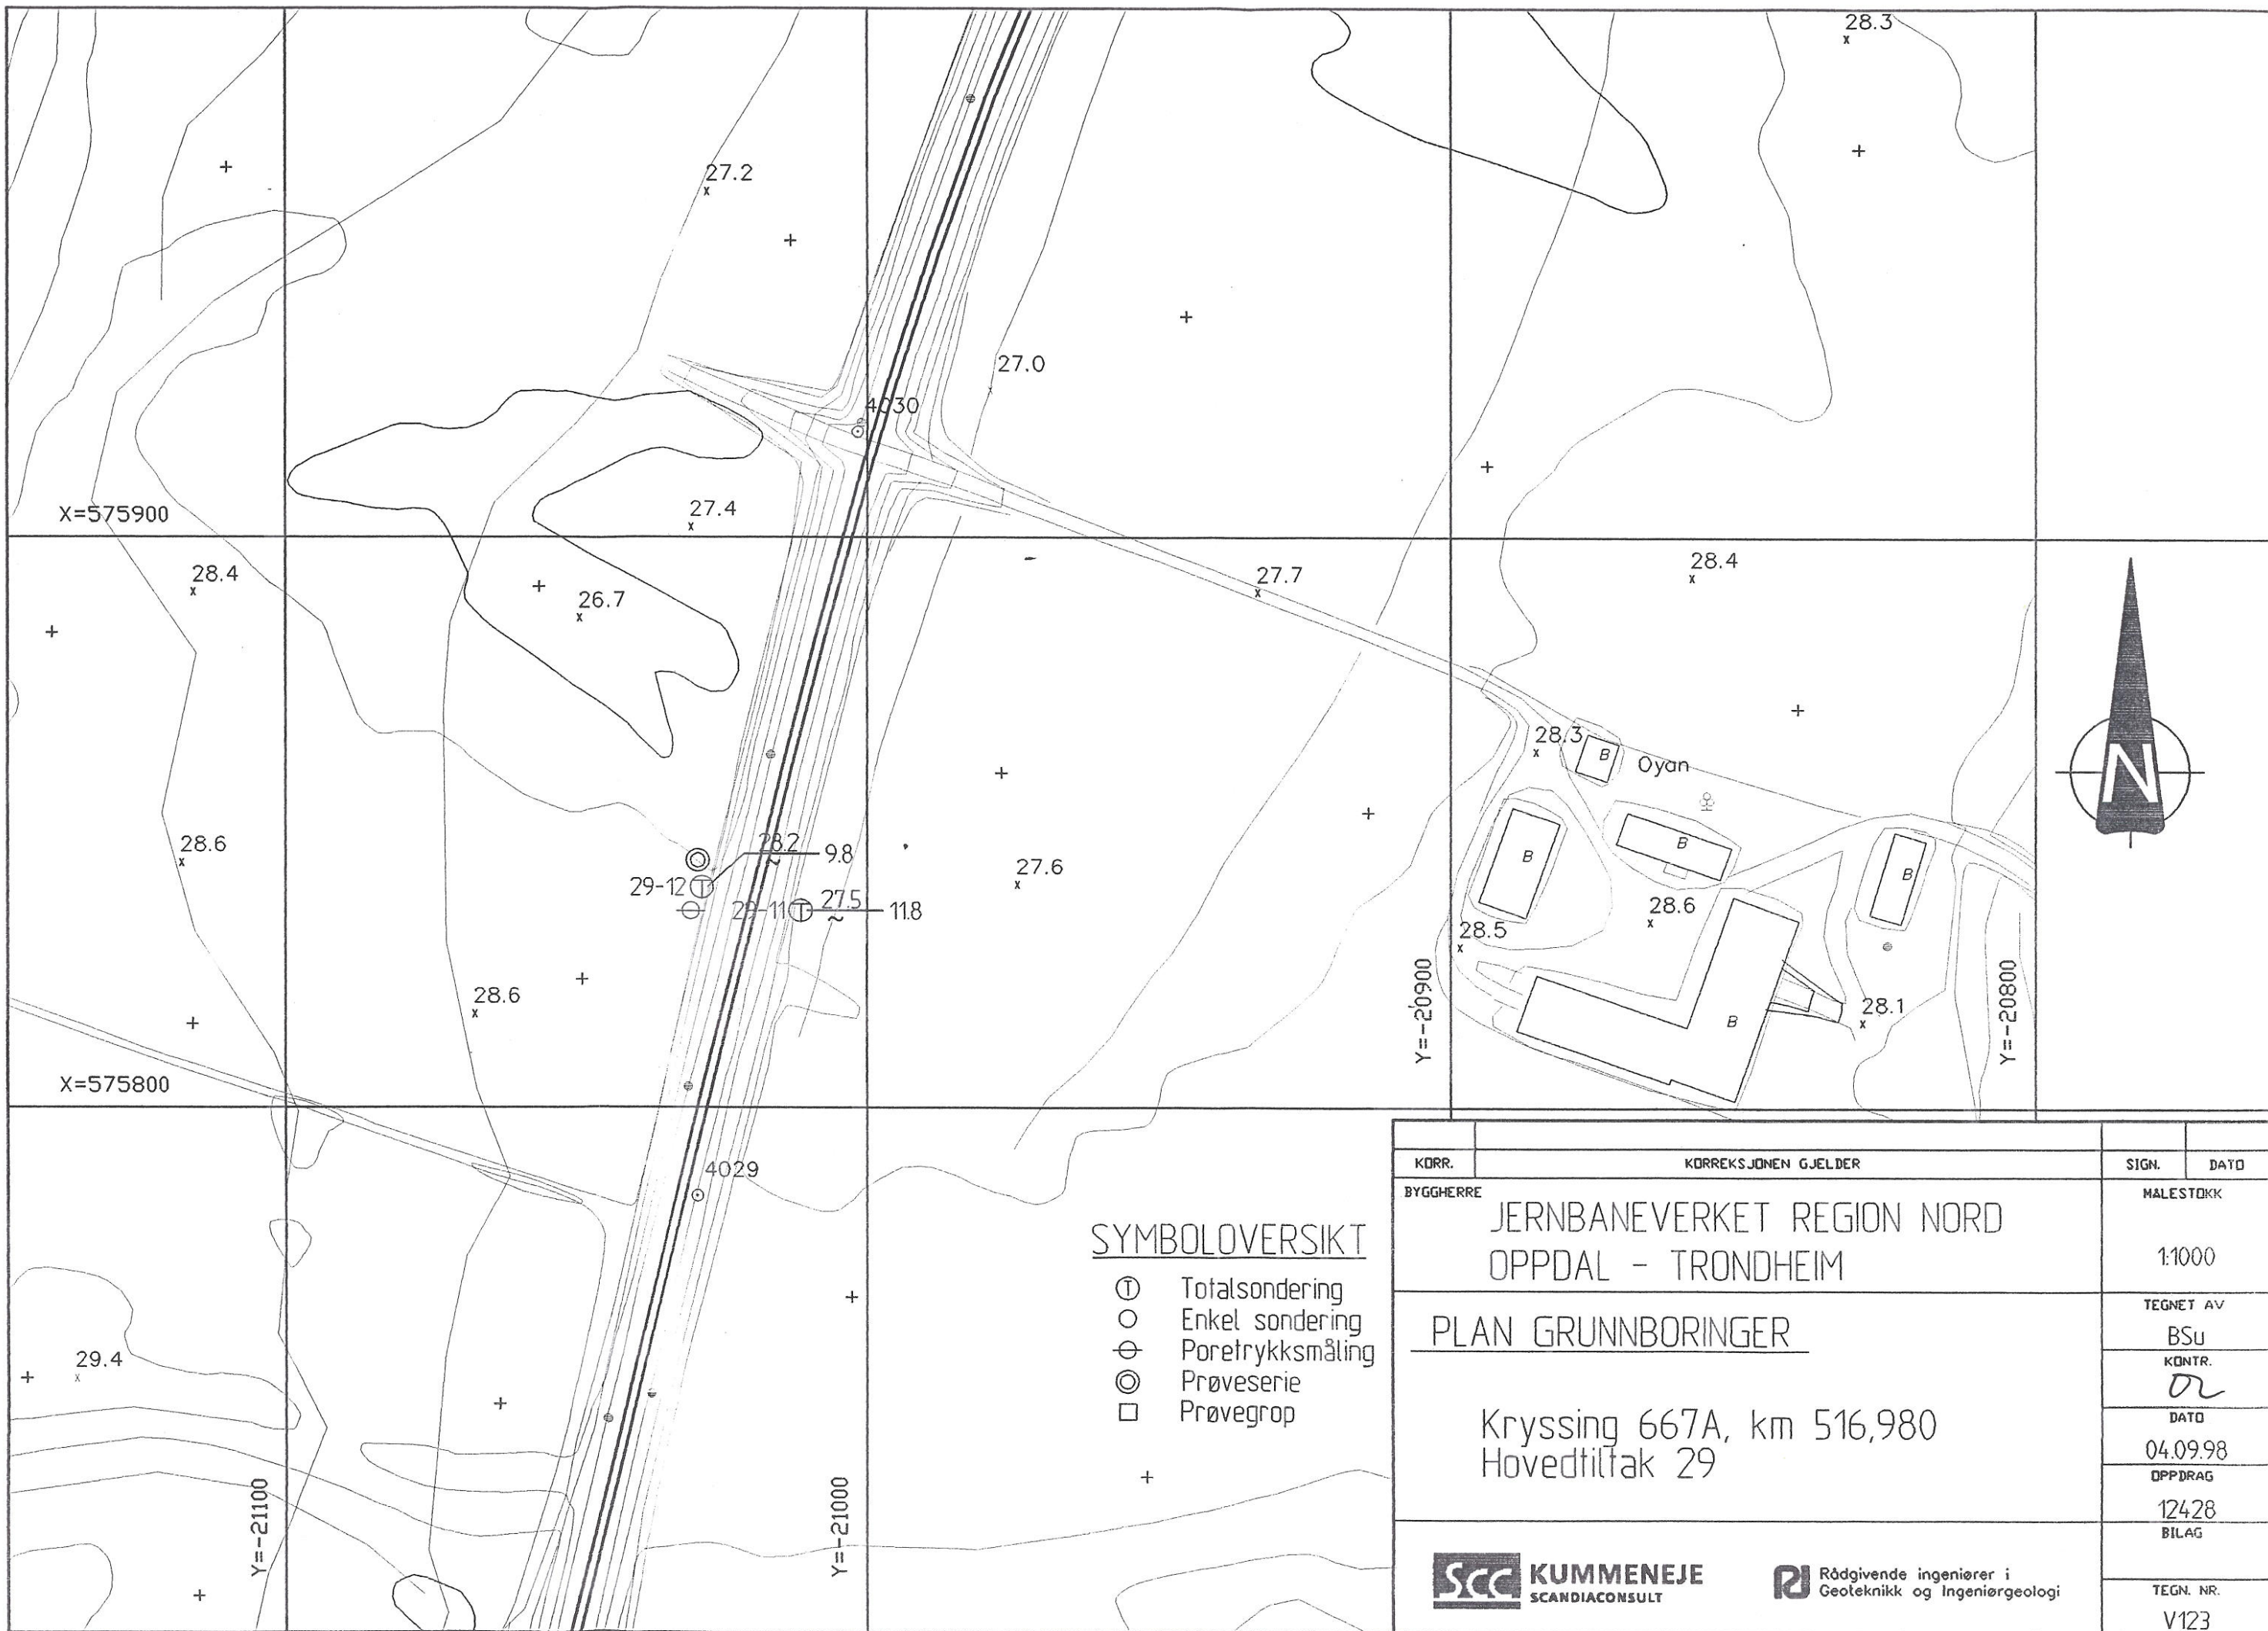 28.3
x
27.2
x
27.0
x
4030
X=575900
27.4
x
28.4
x
26.7
x
27.7
x
28.4
x
28.3
x
B
Oyan
28.6
x
28.2
~
9.8
29-12
T
29-11
T
27.5
~
11.8
27.6
x
B
B
B
28.6
x
28.5
x
28.6
x
B
28.1
x
Y=-20900
Y=-20800
X=575800
N
4029
29.4
x
Y=-21100
Y=-21000
SYMBOLOVERSIKT
T Totalsondering
Enkel sondering
Poretrykksmåling
Prøveserie
Prøvegrop
KORR.
KORREKSJONEN GJELDER
SIGN.
DATO
BYGGHERRE
JERNBANEVERKET REGION NORD
OPPDAL - TRONDHEIM
MALESTOKK
1:1000
PLAN GRUNNBORINGER
Kryssing 667A, km 516,980
Hovedtiltak 29
TEGNET AV
BSu
KONTR.
DATO
04.09.98
OPPDRAG
12428
BILAG
TEGN. NR.
V123
SCC KUMMENEJE
SCANDIACONSULT
Rådgivende ingeniører i
Geoteknikk og Ingeniørgeologi